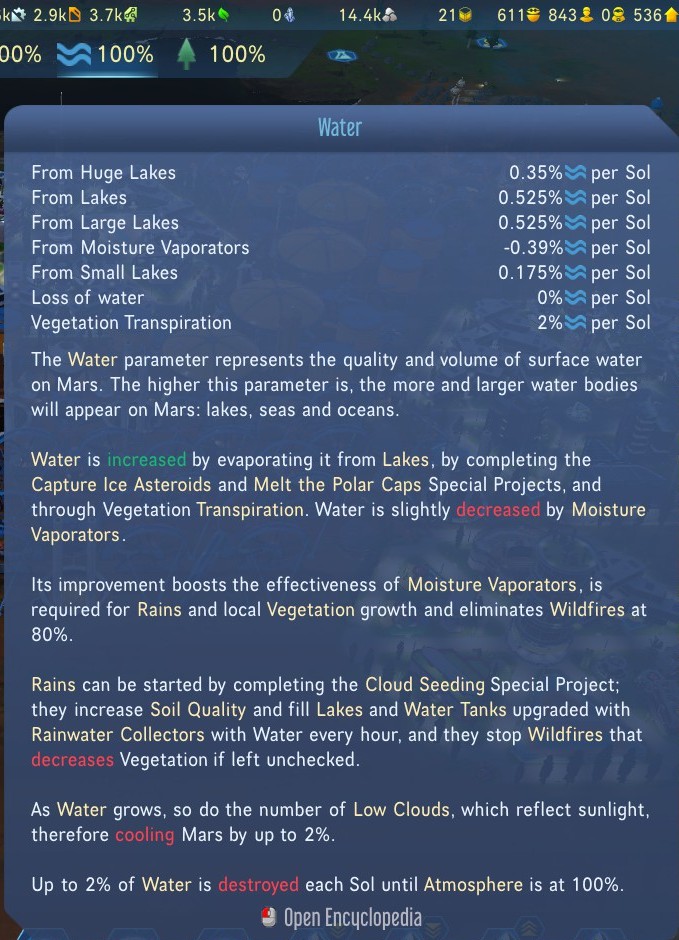 2.9k 3.7k 3.5k 0 14.4k 21 611 843 0 536
00% 100% 100%
Water
From Huge Lakes 0.35% per Sol
From Lakes 0.525% per Sol
From Large Lakes 0.525% per Sol
From Moisture Vaporators -0.39% per Sol
From Small Lakes 0.175% per Sol
Loss of water 0% per Sol
Vegetation Transpiration 2% per Sol
The Water parameter represents the quality and volume of surface water
on Mars. The higher this parameter is, the more and larger water bodies
will appear on Mars: lakes, seas and oceans.
Water is increased by evaporating it from Lakes, by completing the
Capture Ice Asteroids and Melt the Polar Caps Special Projects, and
through Vegetation Transpiration. Water is slightly decreased by Moisture
Vaporators.
Its improvement boosts the effectiveness of Moisture Vaporators, is
required for Rains and local Vegetation growth and eliminates Wildfires at
80%.
Rains can be started by completing the Cloud Seeding Special Project;
they increase Soil Quality and fill Lakes and Water Tanks upgraded with
Rainwater Collectors with Water every hour, and they stop Wildfires that
decreases Vegetation if left unchecked.
As Water grows, so do the number of Low Clouds, which reflect sunlight,
therefore cooling Mars by up to 2%.
Up to 2% of Water is destroyed each Sol until Atmosphere is at 100%.
Open Encyclopedia